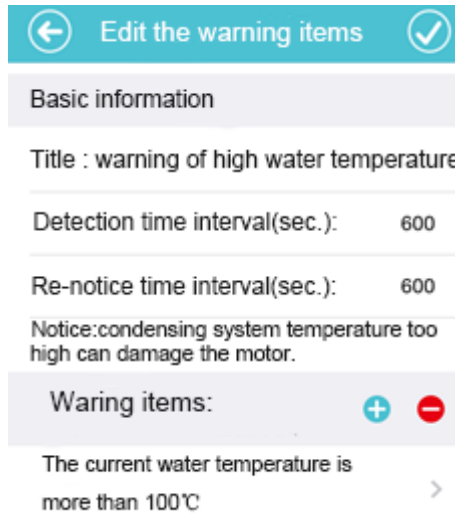 Edit the warning items
Basic information
Title : warning of high water temperature
Detection time interval(sec.): 600
Re-notice time interval(sec.): 600
Notice:condensing system temperature too
high can damage the motor.
Waring items:
The current water temperature is
more than 100℃